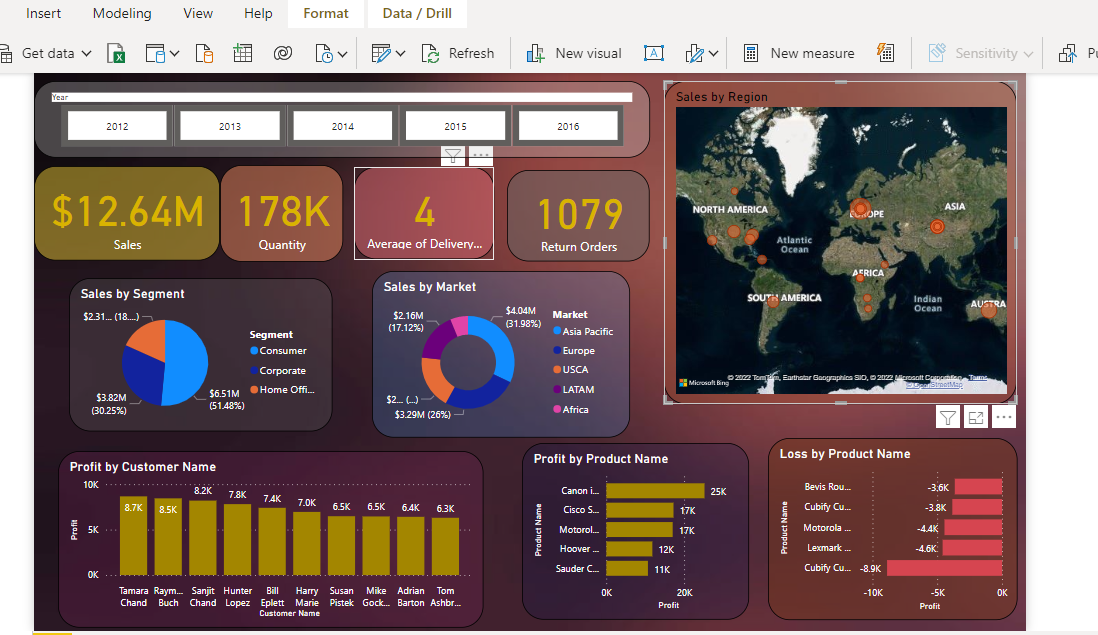 Insert Modeling View Help Format Data / Drill
Get data Refresh New visual New measure Sensitivity
Year
2012 2013 2014 2015 2016
$12.64M
Sales
178K
Quantity
4
Average of Delivery...
1079
Return Orders
Sales by Region
NORTH AMERICA
EUROPE
ASIA
Atlantic
Ocean
AFRICA
SOUTH AMERICA
Indian
Ocean
AUSTRA
Microsoft Bing
© 2022 TomTom, Earthstar Geographics SIO, © 2022 Microsoft Corporation, Terms
© OpenStreetMap
Sales by Segment
$2.31... (18....)
$3.82M
(30.25%)
$6.51M
(51.48%)
Segment
Consumer
Corporate
Home Offi...
Sales by Market
$2.16M
(17.12%)
$4.04M
(31.98%)
$2... (...)
$3.29M (26%)
Market
Asia Pacific
Europe
USCA
LATAM
Africa
Profit by Customer Name
Profit
10K
5K
0K
8.7K 8.5K 8.2K 7.8K 7.4K 7.0K 6.5K 6.5K 6.4K 6.3K
Tamara Raym... Sanjit Hunter Bill Harry Susan Mike Adrian Tom
Chand Buch Chand Lopez Eplett Marie Pistek Gock... Barton Ashbr...
Customer Name
Profit by Product Name
Product Name
Canon i... 25K
Cisco S... 17K
Motorol... 17K
Hoover ... 12K
Sauder C... 11K
0K 20K
Profit
Loss by Product Name
Product Name
Bevis Rou... -3.6K
Cubify Cu... -3.8K
Motorola ... -4.4K
Lexmark ... -4.6K
Cubify Cu... -8.9K
-10K -5K 0K
Profit